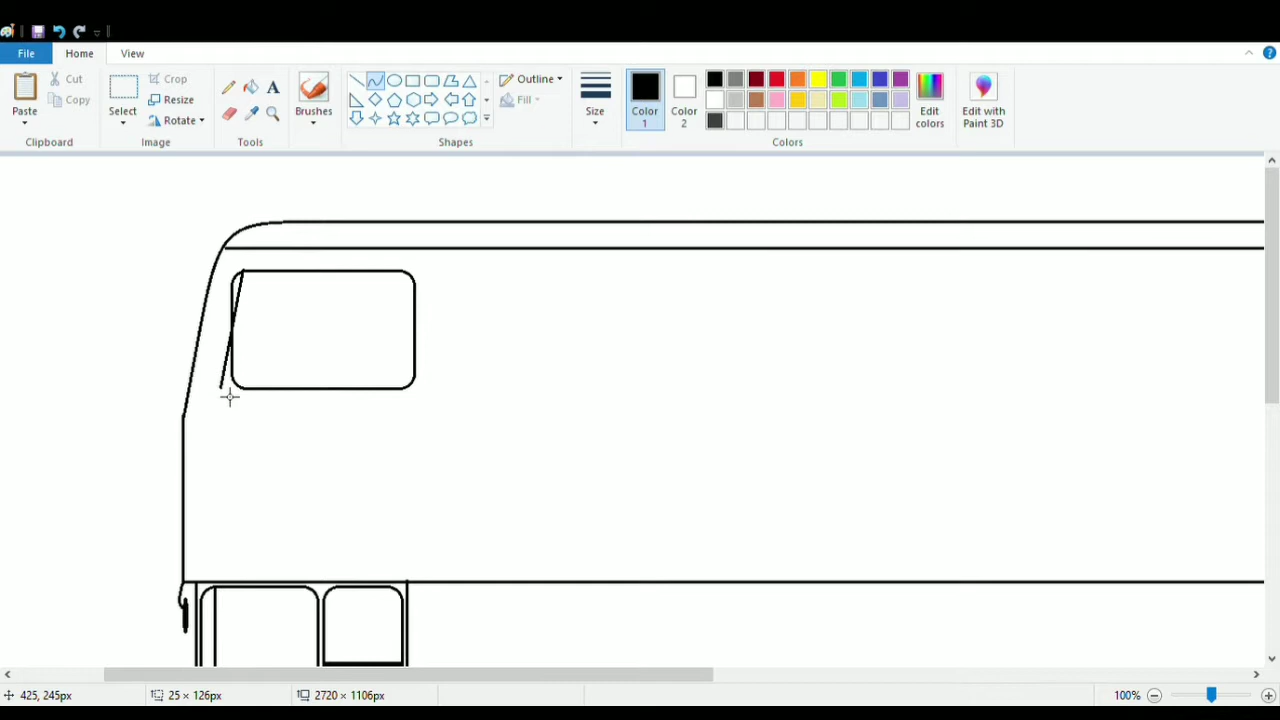 File Home View
Paste
Cut
Copy
Clipboard
Select
Crop
Resize
Rotate
Image
A
Tools
Brushes
Outline
Fill
Shapes
Size
Color
1
Color
2
Edit
colors
Colors
Edit with
Paint 3D
?
425, 245px 25 × 126px 2720 × 1106px 100%